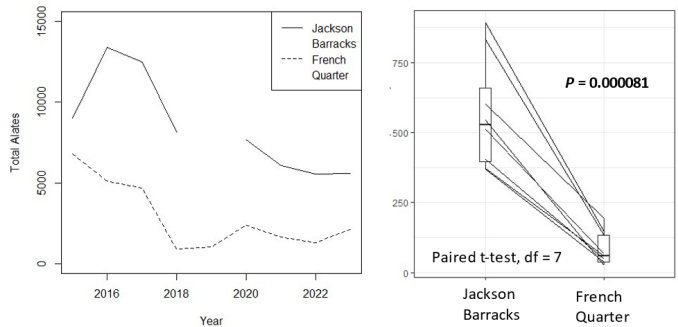 Jackson
Barracks
French
Quarter
15000
10000
5000
0
Total Alates
2016
2018
2020
2022
Year
P = 0.000081
750
500
250
0
Paired t-test, df = 7
Jackson
Barracks
French
Quarter